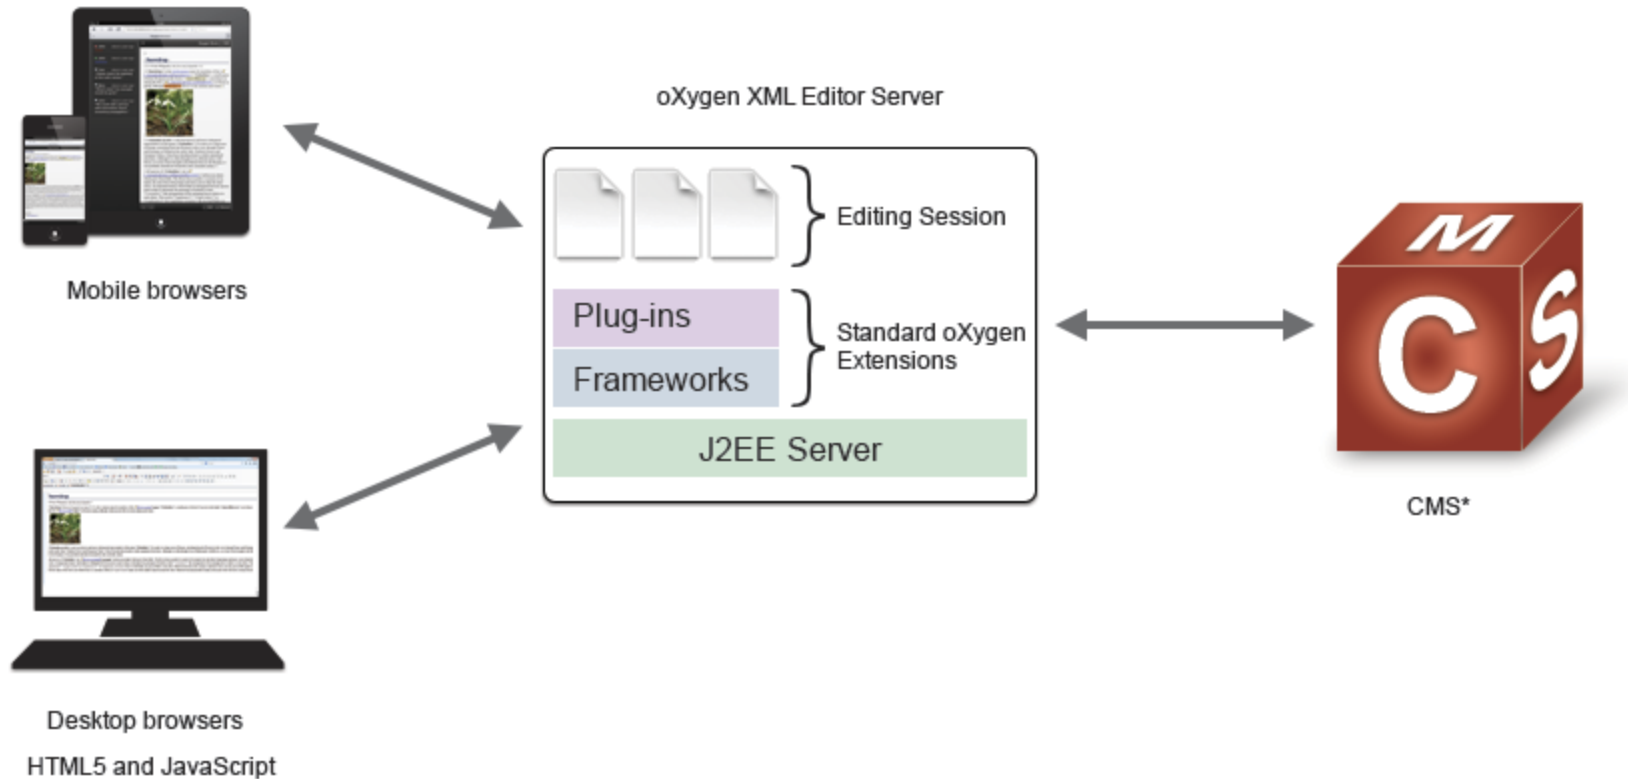 oXygen XML Editor Server
Editing Session
Plug-ins
Frameworks
Standard oXygen
Extensions
J2EE Server
Mobile browsers
Desktop browsers
HTML5 and JavaScript
C
M
S
CMS*